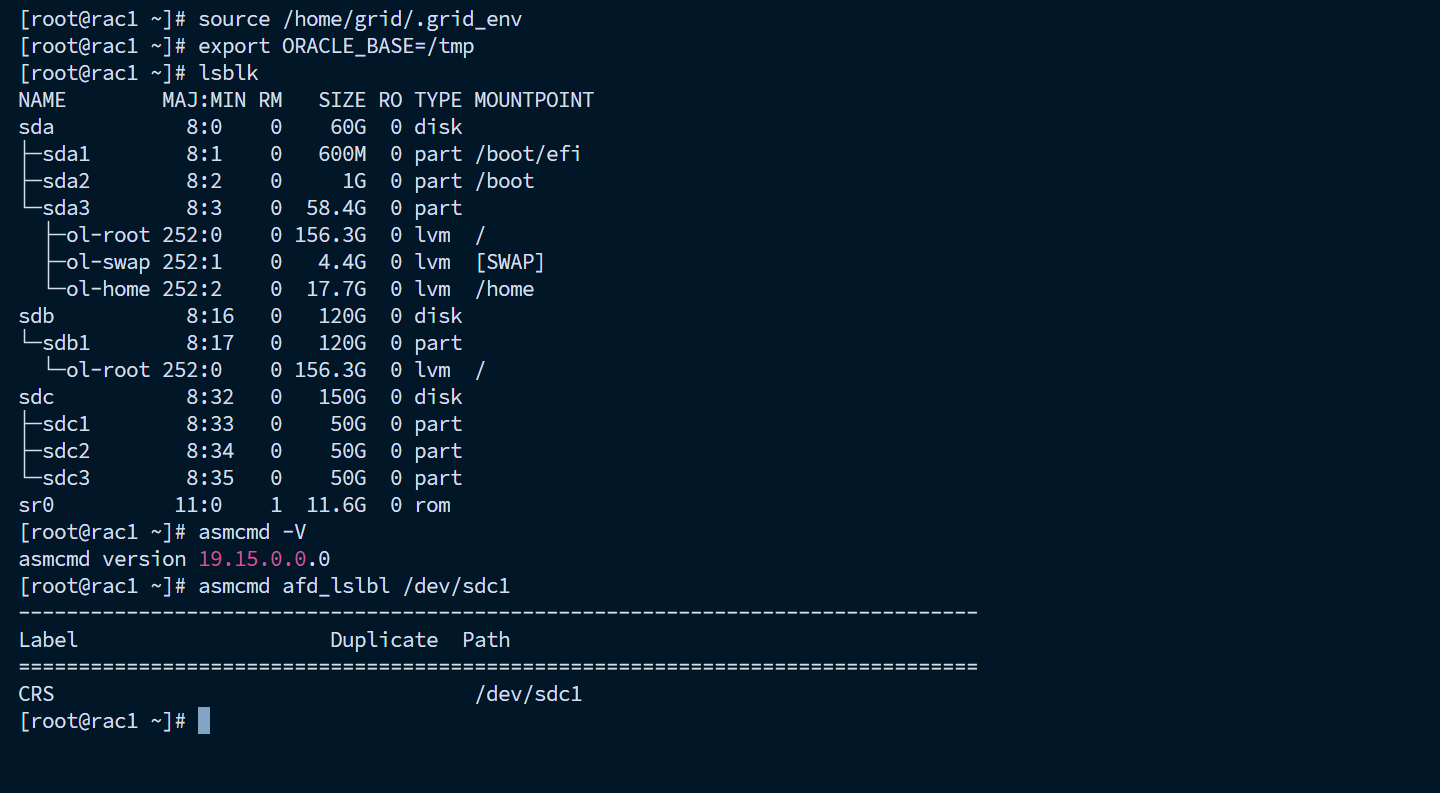 [root@rac1 ~]# source /home/grid/.grid_env
[root@rac1 ~]# export ORACLE_BASE=/tmp
[root@rac1 ~]# lsblk
NAME        MAJ:MIN RM   SIZE RO TYPE MOUNTPOINT
sda           8:0    0    60G  0 disk
├─sda1        8:1    0   600M  0 part /boot/efi
├─sda2        8:2    0     1G  0 part /boot
└─sda3        8:3    0  58.4G  0 part
  ├─ol-root 252:0    0 156.3G  0 lvm  /
  ├─ol-swap 252:1    0   4.4G  0 lvm  [SWAP]
  └─ol-home 252:2    0  17.7G  0 lvm  /home
sdb           8:16   0   120G  0 disk
└─sdb1        8:17   0   120G  0 part
  └─ol-root 252:0    0 156.3G  0 lvm  /
sdc           8:32   0   150G  0 disk
├─sdc1        8:33   0    50G  0 part
├─sdc2        8:34   0    50G  0 part
└─sdc3        8:35   0    50G  0 part
sr0          11:0    1  11.6G  0 rom
[root@rac1 ~]# asmcmd -V
asmcmd version 19.15.0.0.0
[root@rac1 ~]# asmcmd afd_lslbl /dev/sdc1
--------------------------------------------------------------------------------
Label                     Duplicate  Path
================================================================================
CRS                                   /dev/sdc1
[root@rac1 ~]#